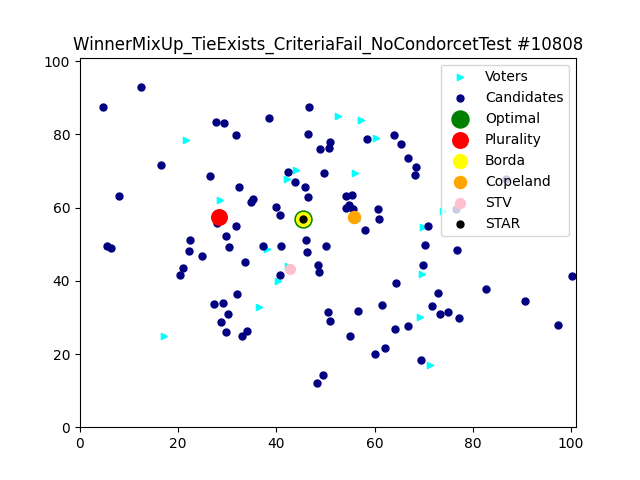 WinnerMixUp_TieExists_CriteriaFail_NoCondorcetTest #10808
100
80
60
40
20
0
0 20 40 60 80 100
Voters
Candidates
Optimal
Plurality
Borda
Copeland
STV
STAR